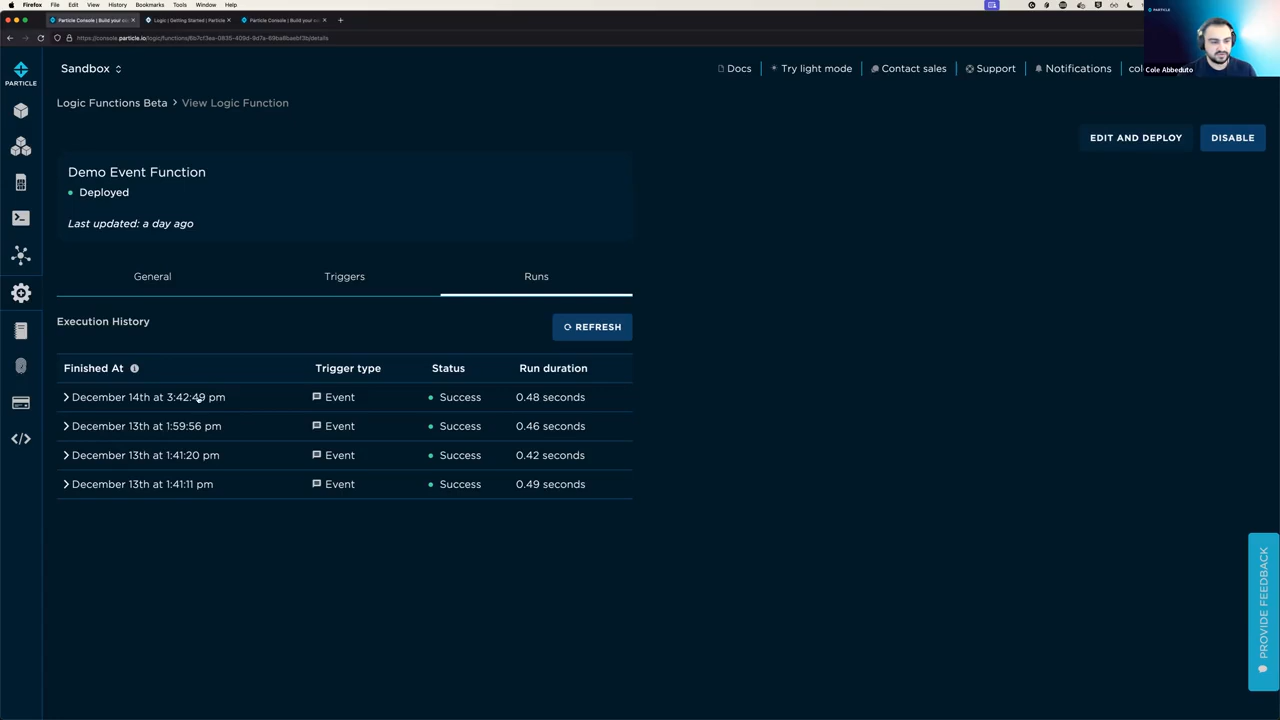 Firefox File Edit View History Bookmarks Tools Window Help
Particle Console | Build your
Logic | Getting Started | Particle
Particle Console | Build your
https://console.particle.io/logic/functions/6b7cf3ea-0835-409d-9d7a-69ba8baebf3b/details
PARTICLE
Cole Abbeduto
PARTICLE
Sandbox
Docs
Try light mode
Contact sales
Support
Notifications
Logic Functions Beta > View Logic Function
EDIT AND DEPLOY
DISABLE
Demo Event Function
Deployed
Last updated: a day ago
General
Triggers
Runs
Execution History
REFRESH
Finished At Trigger type Status Run duration
December 14th at 3:42:49 pm Event Success 0.48 seconds
December 13th at 1:59:56 pm Event Success 0.46 seconds
December 13th at 1:41:20 pm Event Success 0.42 seconds
December 13th at 1:41:11 pm Event Success 0.49 seconds
PROVIDE FEEDBACK